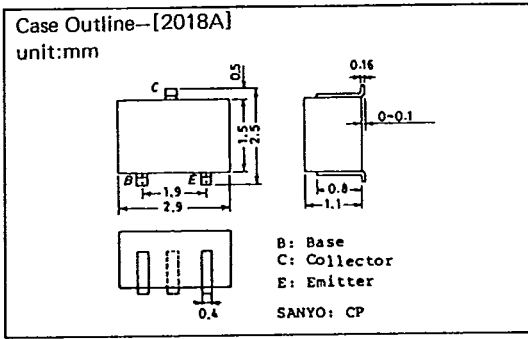 Case Outline–[2018A]
unit:mm
C
0.5
1.5
2.5
B
E
1.9
2.9
0.16
0~0.1
0.8
1.1
0.4
B: Base
C: Collector
E: Emitter
SANYO: CP